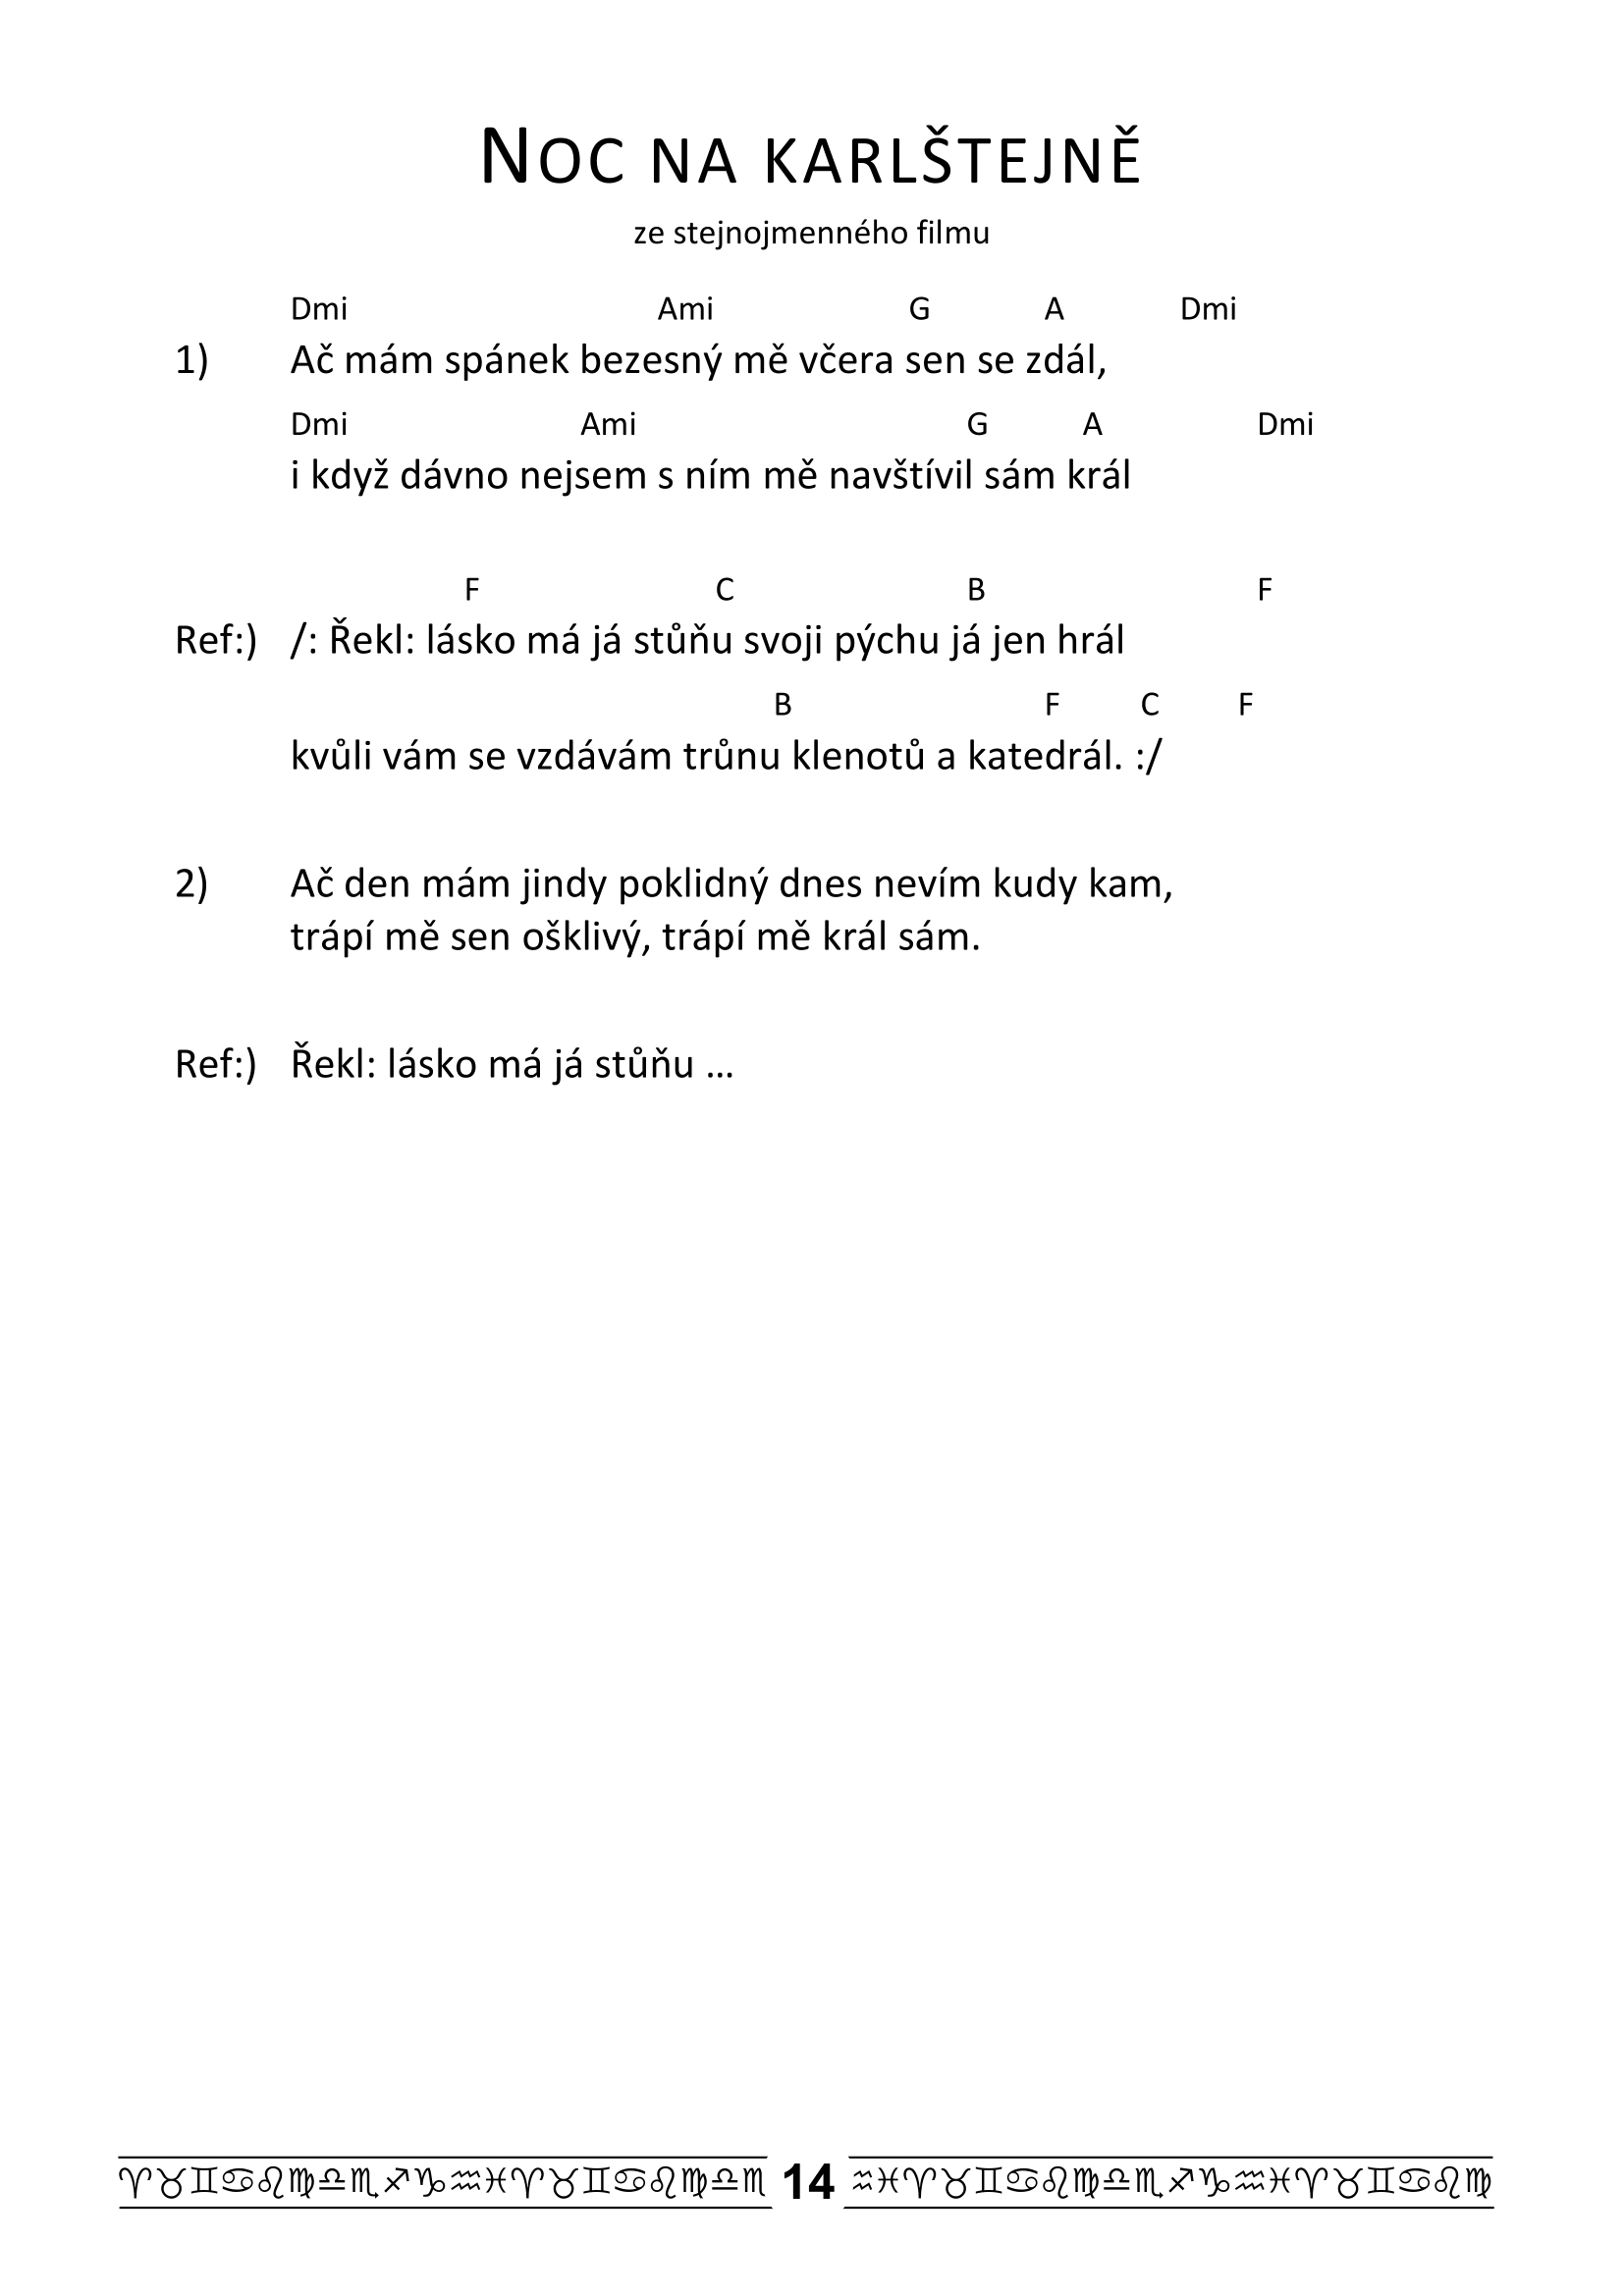 NOC NA KARLŠTEJNĚ
ze stejnojmenného filmu
Dmi Ami G A Dmi
1) Ač mám spánek bezesný mě včera sen se zdál,
Dmi Ami G A Dmi
i když dávno nejsem s ním mě navštívil sám král
F C B F
Ref:) /: Řekl: lásko má já stůňu svoji pýchu já jen hrál
B F C F
kvůli vám se vzdávám trůnu klenotů a katedrál. :/
2) Ač den mám jindy poklidný dnes nevím kudy kam,
trápí mě sen ošklivý, trápí mě král sám.
Ref:) Řekl: lásko má já stůňu ...
♈♉♊♋♌♍♎♏♐♑♒♓♈♉♊♋♌♍♎♏ 14 ♒♓♈♉♊♋♌♍♎♏♐♑♒♓♈♉♊♋♌♍